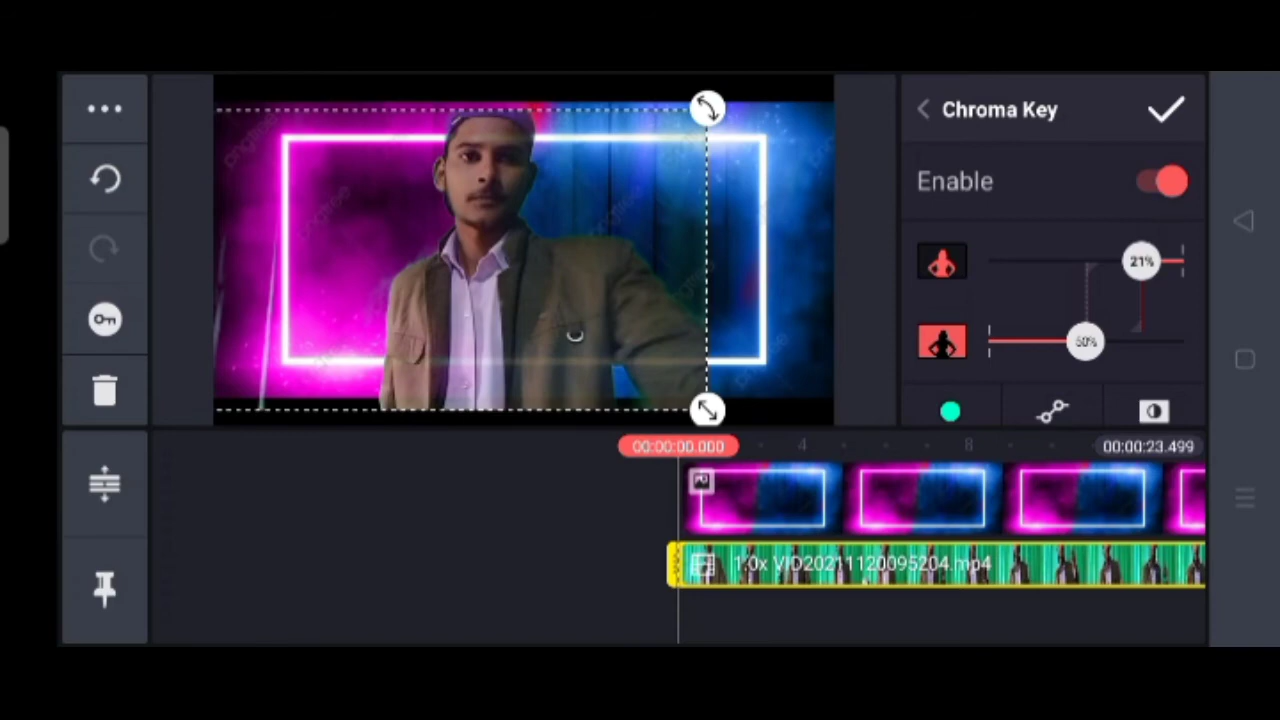 Chroma Key
Enable
21%
50%
00:00:00.000
4
8
00:00:23.499
1.0x VID20211120095204.mp4